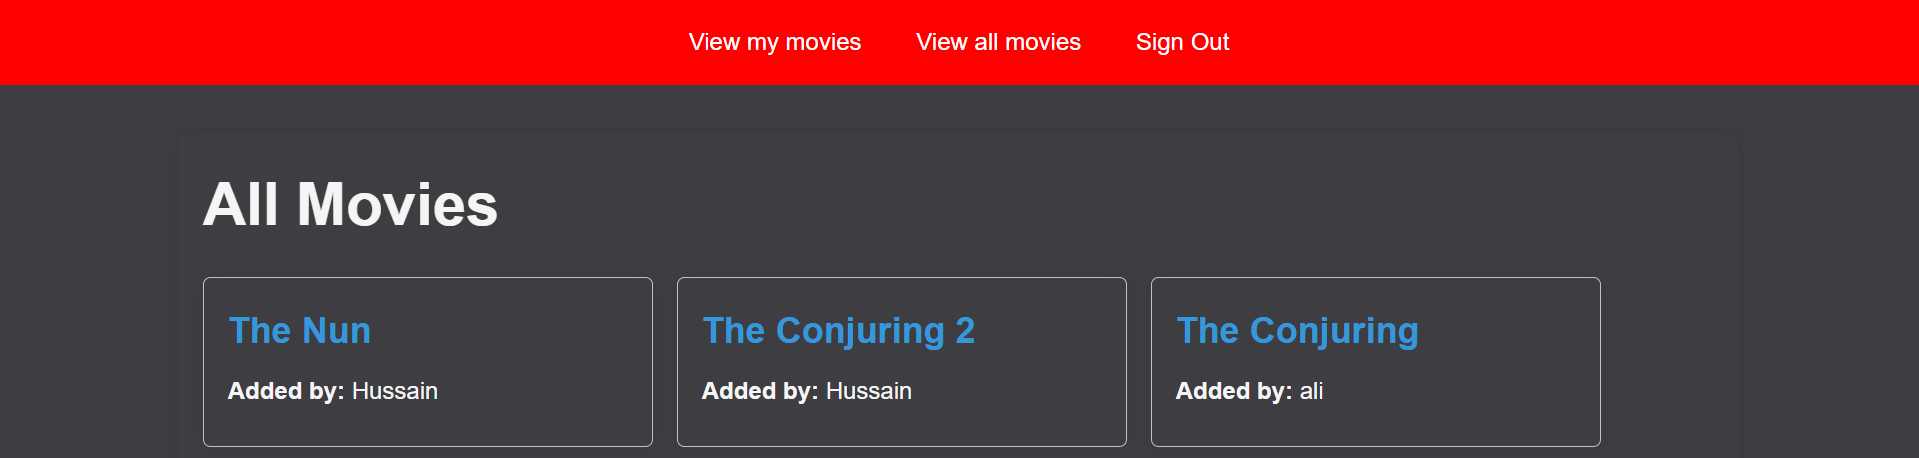 View my movies View all movies Sign Out
All Movies
The Nun
Added by: Hussain
The Conjuring 2
Added by: Hussain
The Conjuring
Added by: ali